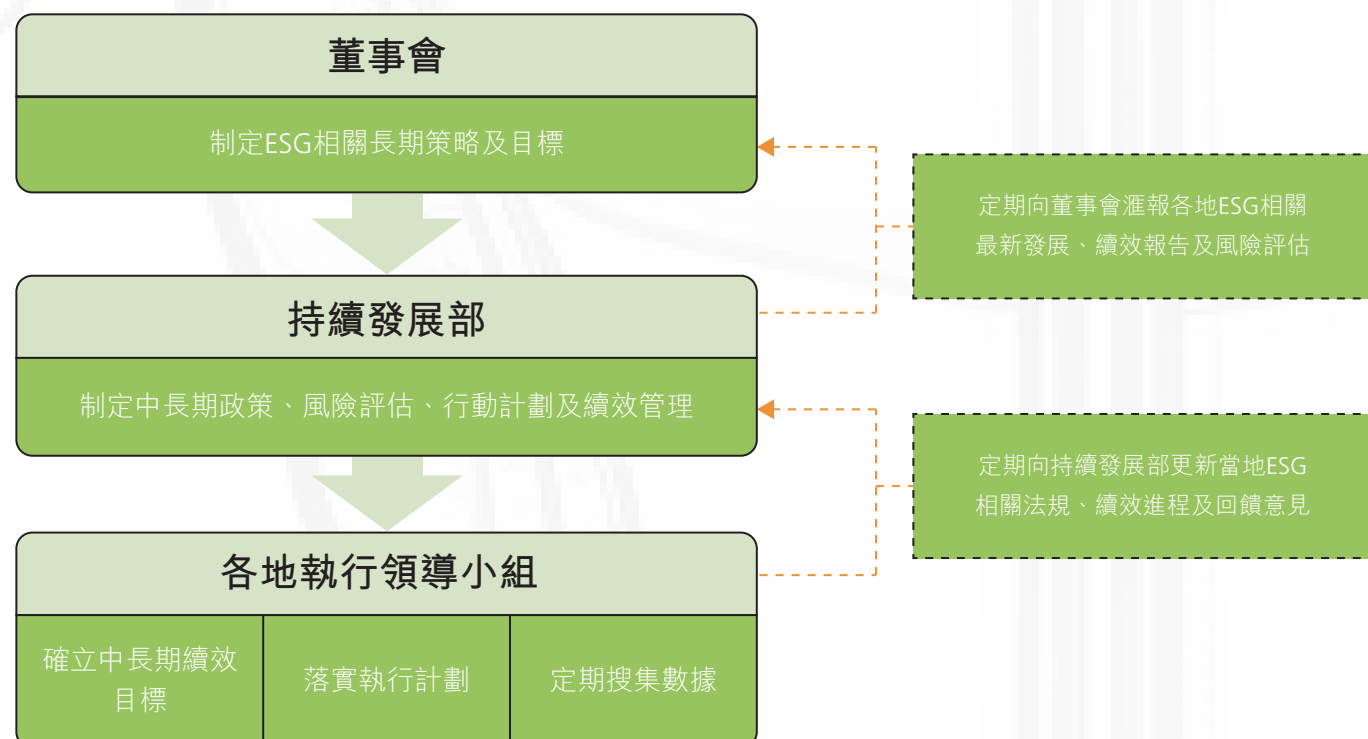 董事會
制定ESG相關長期策略及目標
定期向董事會滙報各地ESG相關
最新發展、績效報告及風險評估
持續發展部
制定中長期政策、風險評估、行動計劃及績效管理
定期向持續發展部更新當地ESG
相關法規、績效進程及回饋意見
各地執行領導小組
確立中長期績效
目標
落實執行計劃
定期搜集數據